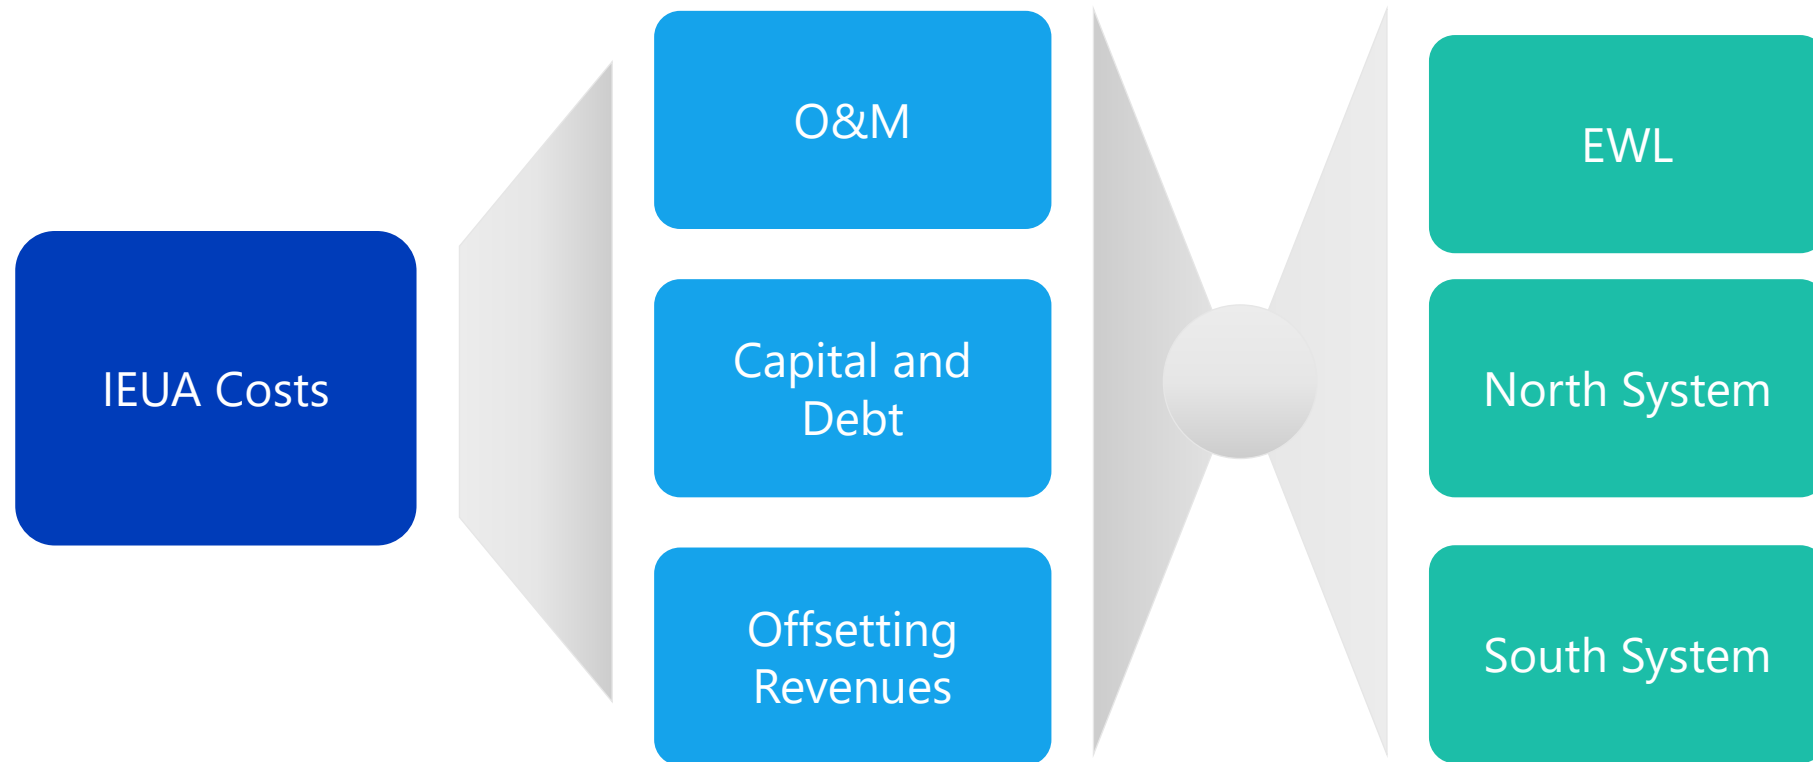 IEUA Costs
O&M
Capital and
Debt
Offsetting
Revenues
EWL
North System
South System